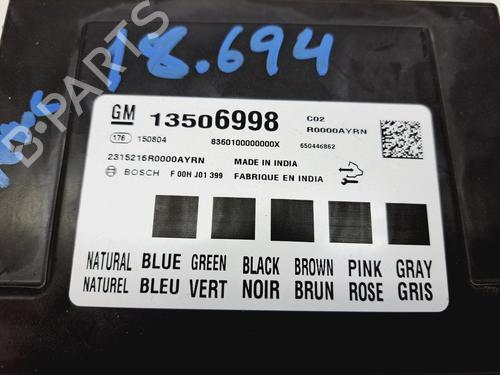 18.694
GM 13506998 C02
R0000AYRN
176 150804 8360100000000X 650446862
2315216R0000AYRN MADE IN INDIA
BOSCH F 00H J01 399 FABRIQUE EN INDIA
NATURAL BLUE GREEN BLACK BROWN PINK GRAY
NATUREL BLEU VERT NOIR BRUN ROSE GRIS
B-PARTS